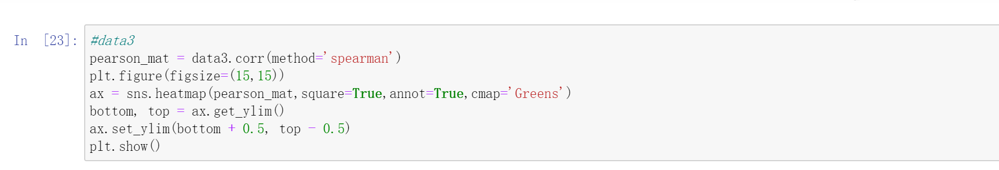 In [23]: #data3
pearson_mat = data3.corr(method='spearman')
plt.figure(figsize=(15,15))
ax = sns.heatmap(pearson_mat,square=True,annot=True,cmap='Greens')
bottom, top = ax.get_ylim()
ax.set_ylim(bottom + 0.5, top - 0.5)
plt.show()